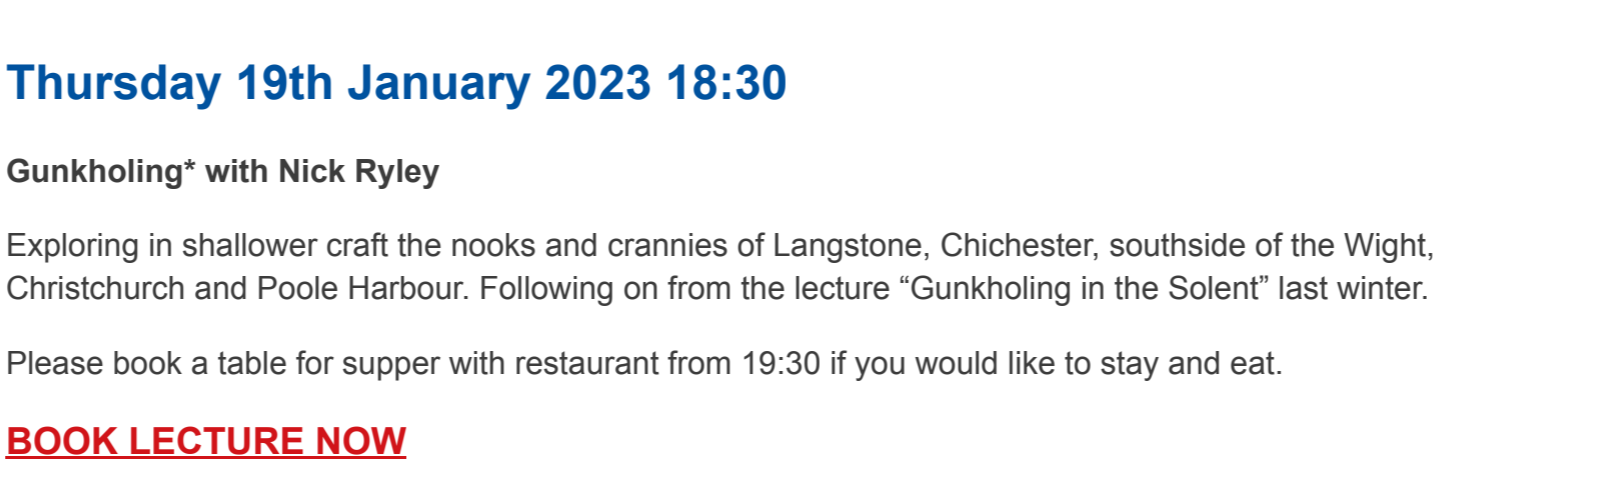 Thursday 19th January 2023 18:30
Gunkholing* with Nick Ryley
Exploring in shallower craft the nooks and crannies of Langstone, Chichester, southside of the Wight,
Christchurch and Poole Harbour. Following on from the lecture “Gunkholing in the Solent” last winter.
Please book a table for supper with restaurant from 19:30 if you would like to stay and eat.
BOOK LECTURE NOW